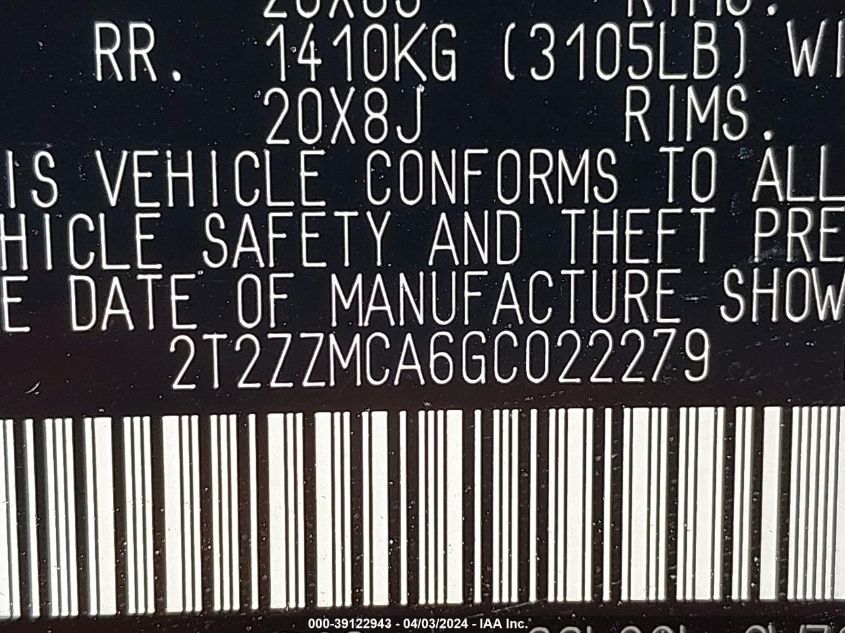 RR. 1410KG (3105LB) WI
20X8J RIMS.
IS VEHICLE CONFORMS TO ALL
HICLE SAFETY AND THEFT PRE
E DATE OF MANUFACTURE SHOW
2T2ZZMCA6GC022279
000-39122943 - 04/03/2024 - IAA Inc.